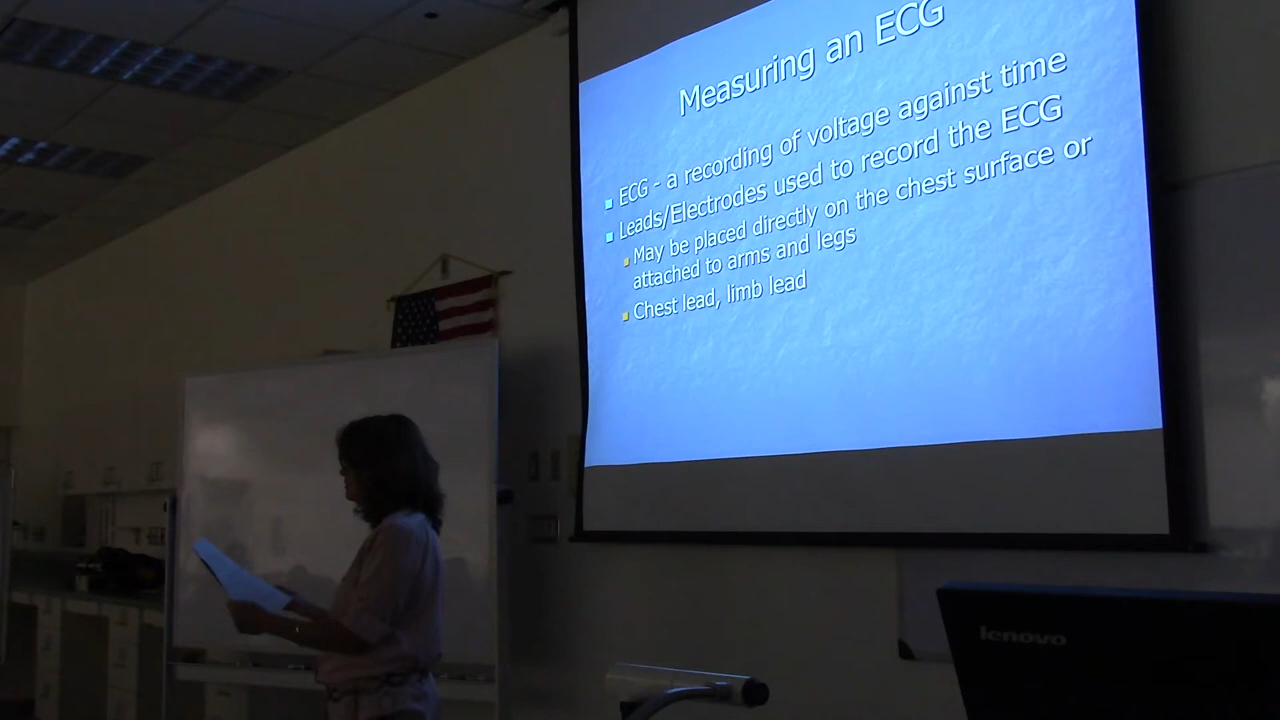 Measuring an ECG
ECG - a recording of voltage against time
Leads/Electrodes used to record the ECG
May be placed directly on the chest surface or
attached to arms and legs
Chest lead, limb lead
lenovo